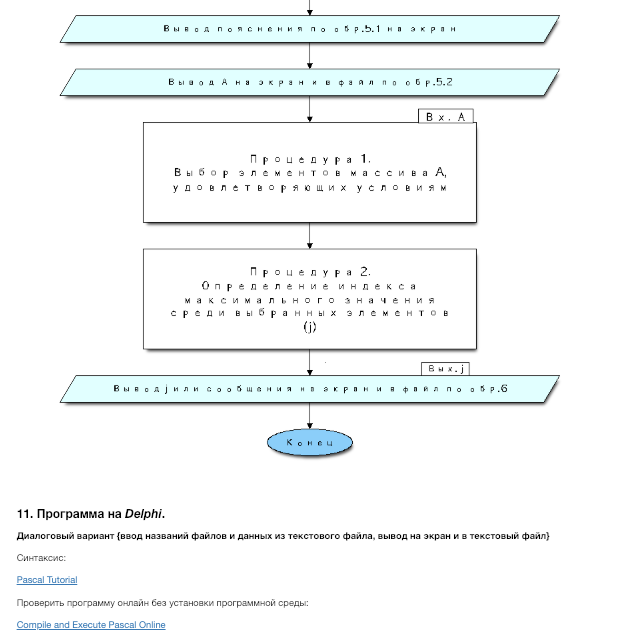 Вывод пояснения по обр.5.1 на экран
Вывод A на экран и в файл по обр.5.2
Вх. A
Процедура 1.
Выбор элементов массива A,
удовлетворяющих условиям
Процедура 2.
Определение индекса
максимального значения
среди выбранных элементов
(j)
Вых.j
Вывод j или сообщения на экран и в файл по обр.6
Конец
11. Программа на Delphi.
Диалоговый вариант {ввод названий файлов и данных из текстового файла, вывод на экран и в текстовый файл}
Синтаксис:
Pascal Tutorial
Проверить программу онлайн без установки программной среды:
Compile and Execute Pascal Online